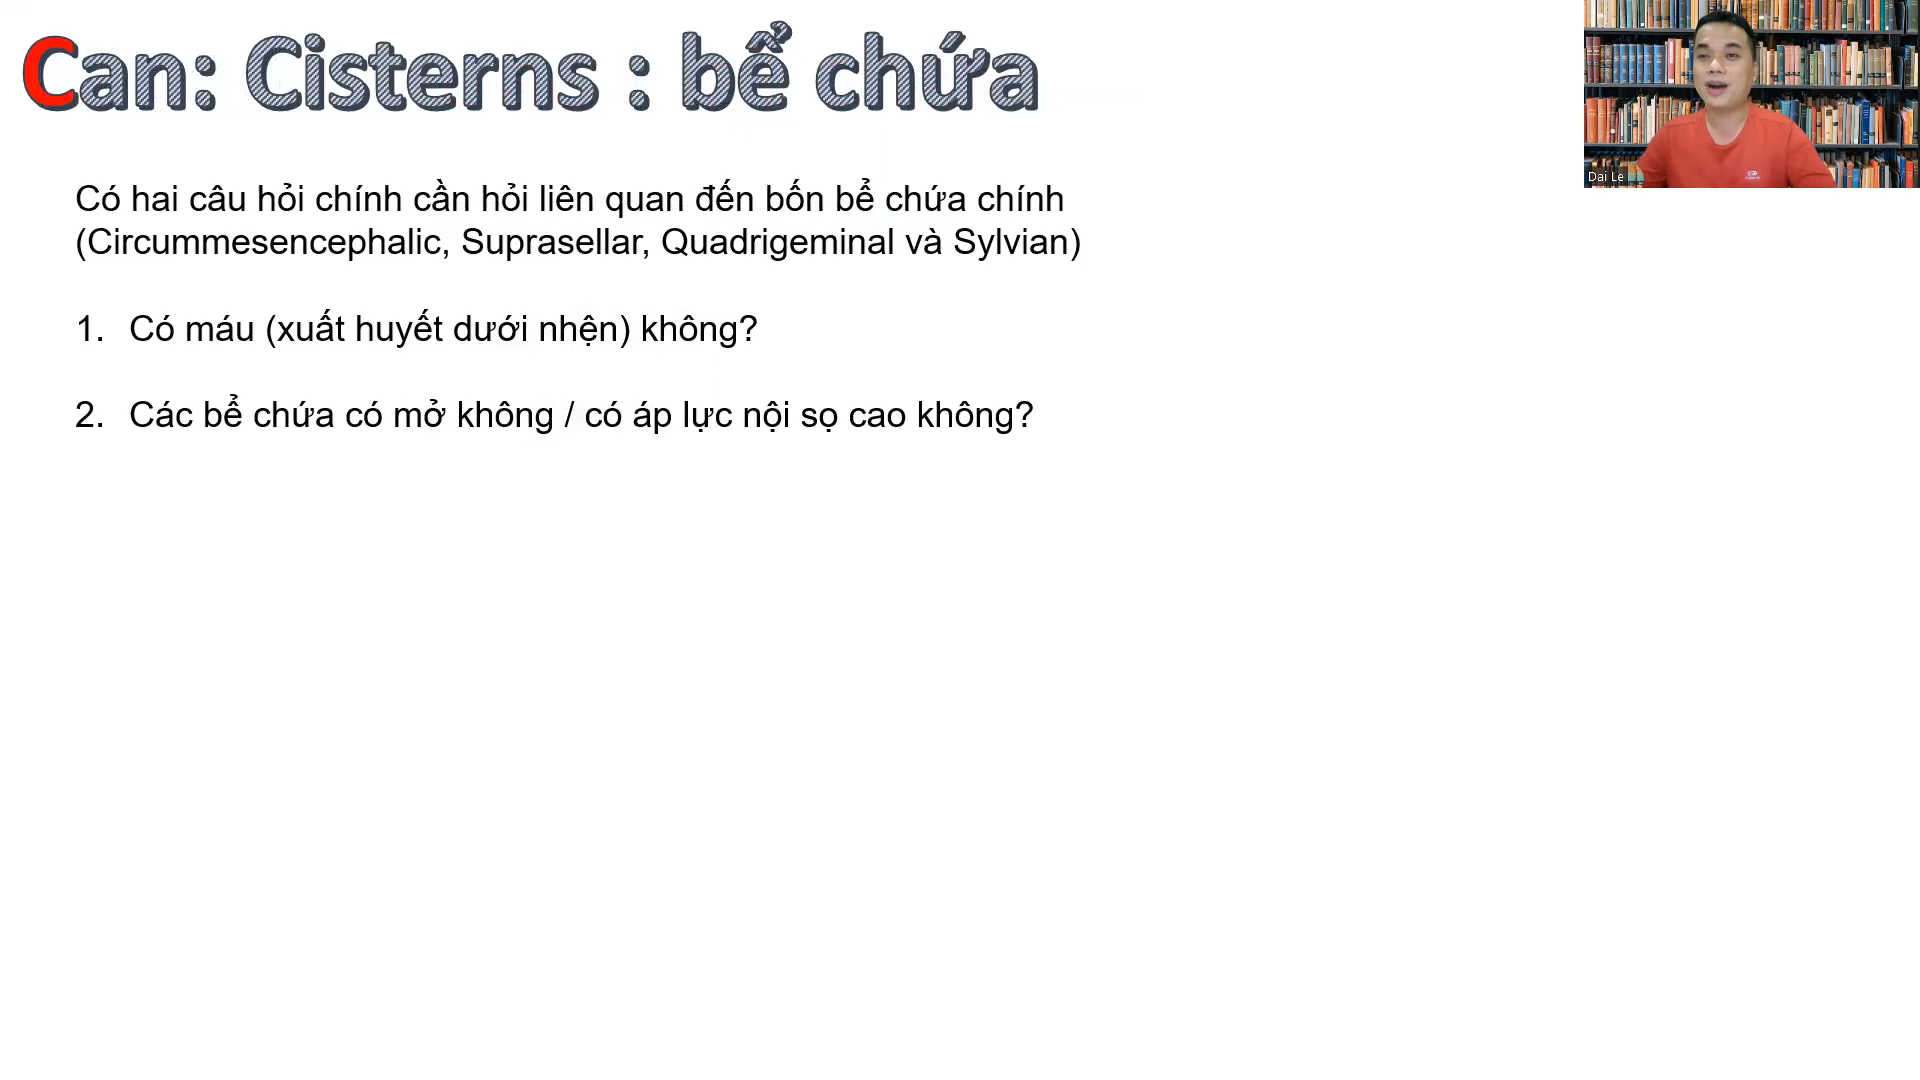 Can: Cisterns : bể chứa
Dai Le
Có hai câu hỏi chính cần hỏi liên quan đến bốn bể chứa chính
(Circummesencephalic, Suprasellar, Quadrigeminal và Sylvian)
1. Có máu (xuất huyết dưới nhện) không?
2. Các bể chứa có mở không / có áp lực nội sọ cao không?